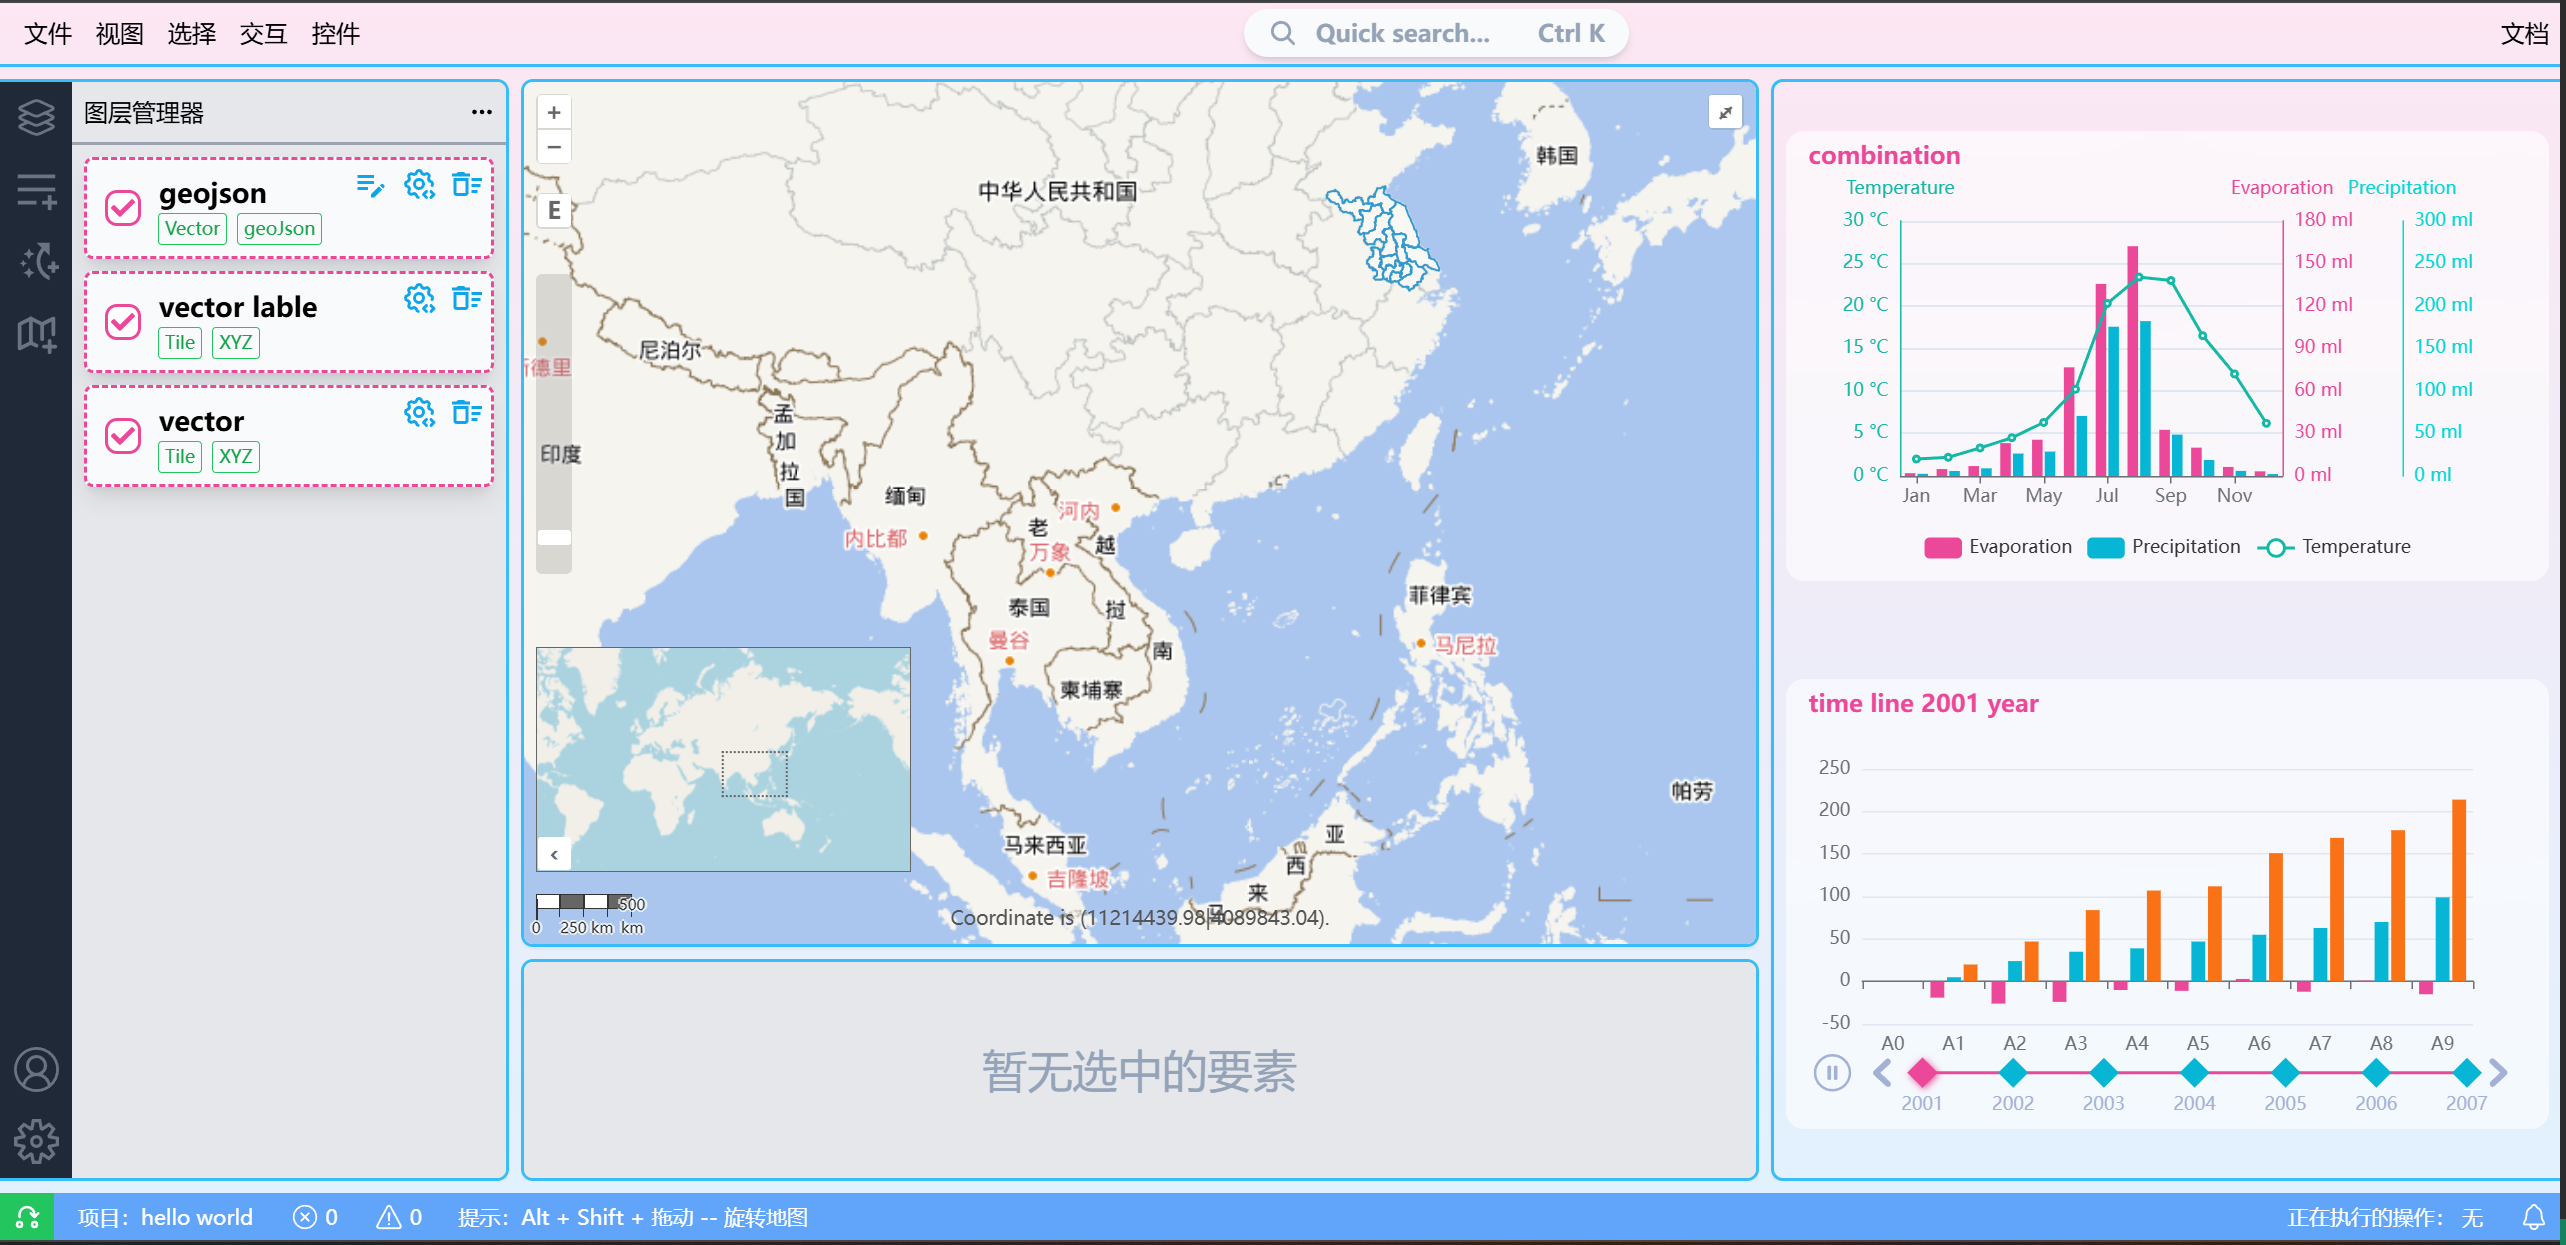 文件 视图 选择 交互 控件
Quick search... Ctrl K
文档
图层管理器
geojson
Vector geoJson
vector lable
Tile XYZ
vector
Tile XYZ
+
−
E
中华人民共和国
韩国
尼泊尔
德里
孟
加
拉
国
印度
缅甸
内比都
河内
老
万象
越
泰国
挝
曼谷
南
柬埔寨
菲律宾
马尼拉
帕劳
马来西亚
吉隆坡
亚
西
来
‹
500
0 250 km km
Coordinate is (11214439.98|4089843.04).
暂无选中的要素
combination
Temperature
Evaporation Precipitation
30 °C 180 ml 300 ml
25 °C 150 ml 250 ml
20 °C 120 ml 200 ml
15 °C 90 ml 150 ml
10 °C 60 ml 100 ml
5 °C 30 ml 50 ml
0 °C 0 ml 0 ml
Jan Mar May Jul Sep Nov
Evaporation Precipitation Temperature
time line 2001 year
250
200
150
100
50
0
-50
A0 A1 A2 A3 A4 A5 A6 A7 A8 A9
2001 2002 2003 2004 2005 2006 2007
项目：hello world 0 0 提示：Alt + Shift + 拖动 -- 旋转地图
正在执行的操作： 无